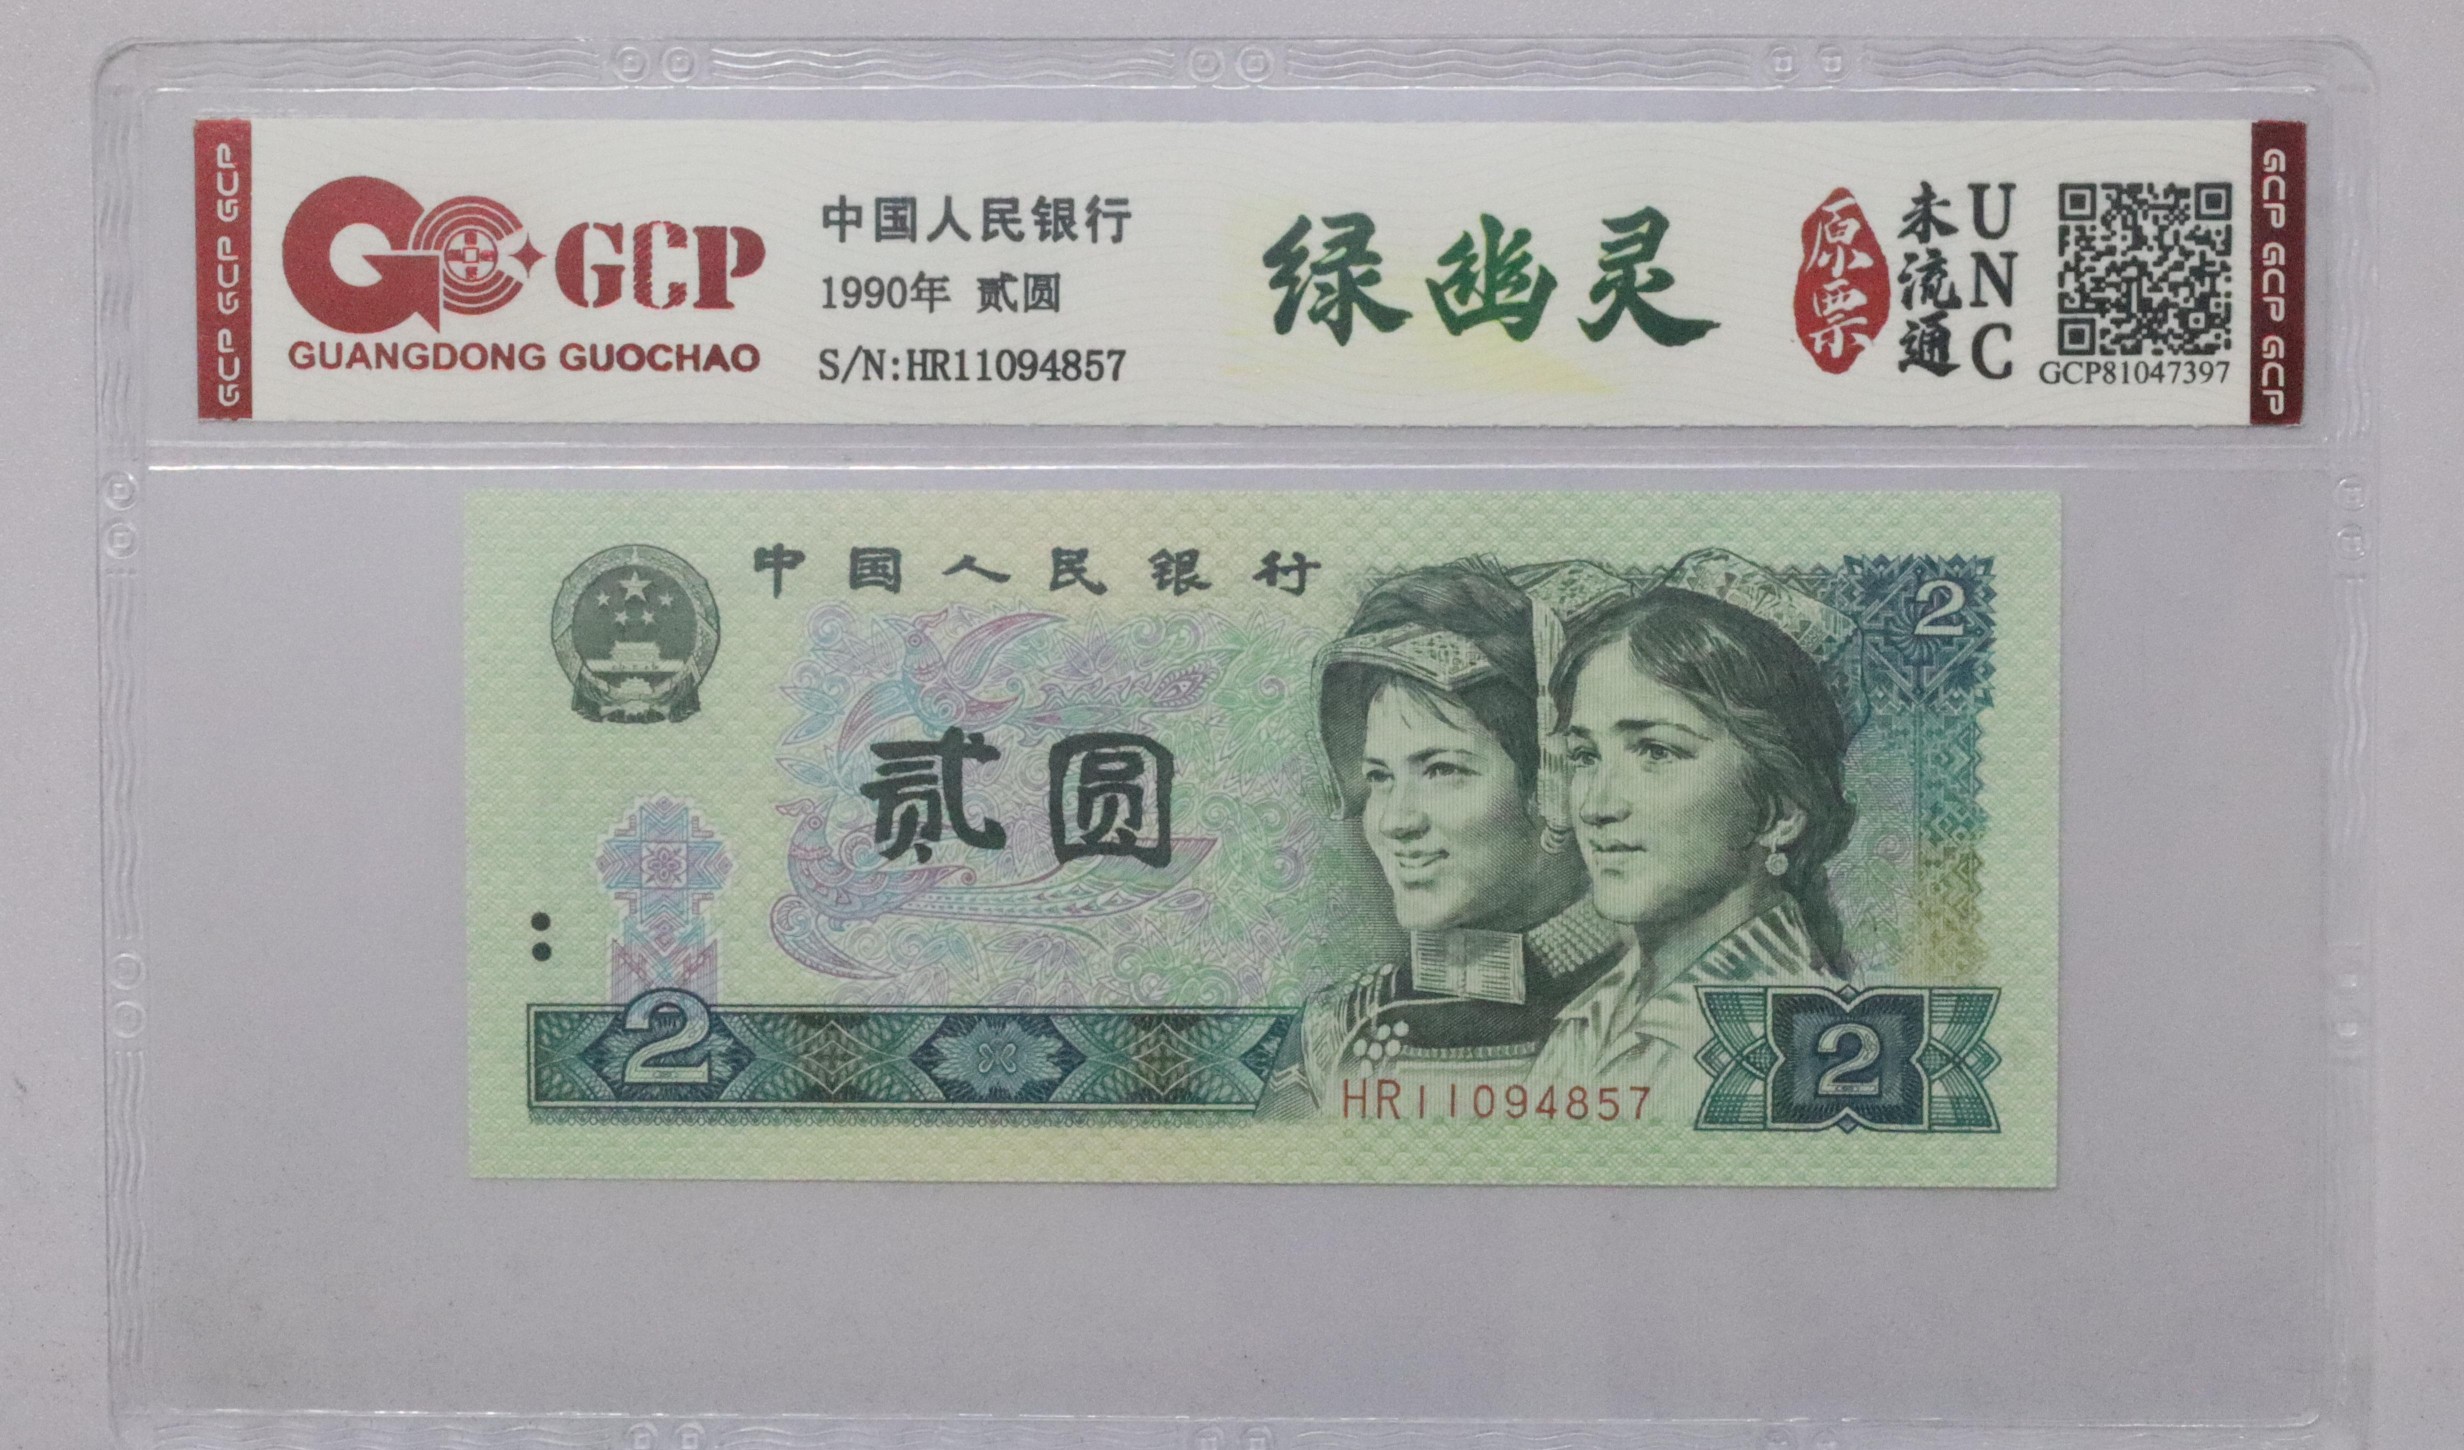 GCP GCP GCP
GCP
GUANGDONG GUOCHAO
中国人民银行
1990年 贰圆
S/N:HR11094857
绿幽灵
原票
未流通
UNC
GCP81047397
GCP GCP GCP
中国人民银行
2
贰圆
2
HR11094857
2